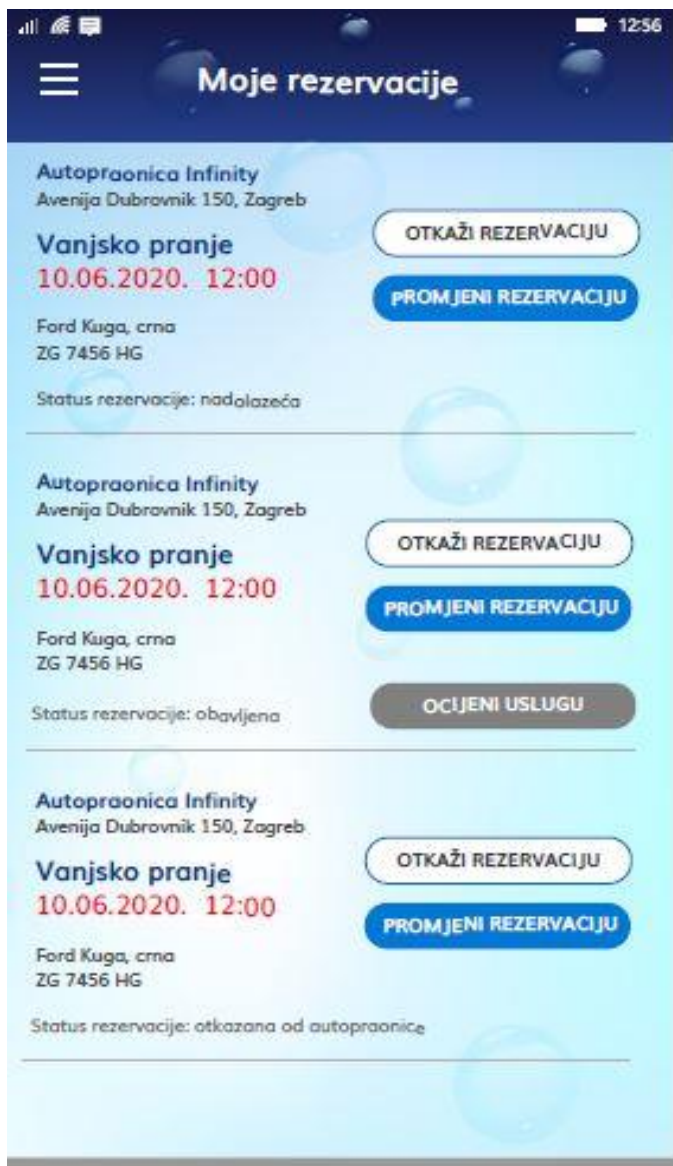 12:56
Moje rezervacije
Autopraonica Infinity
Avenija Dubrovnik 150, Zagreb
Vanjsko pranje
10.06.2020. 12:00
Ford Kuga, crna
ZG 7456 HG
Status rezervacije: nadolazeća
OTKAŽI REZERVACIJU
PROMJENI REZERVACIJU
Autopraonica Infinity
Avenija Dubrovnik 150, Zagreb
Vanjsko pranje
10.06.2020. 12:00
Ford Kuga, crna
ZG 7456 HG
Status rezervacije: obavljena
OTKAŽI REZERVACIJU
PROMJENI REZERVACIJU
OCIJENI USLUGU
Autopraonica Infinity
Avenija Dubrovnik 150, Zagreb
Vanjsko pranje
10.06.2020. 12:00
Ford Kuga, crna
ZG 7456 HG
Status rezervacije: otkazana od autopraonice
OTKAŽI REZERVACIJU
PROMJENI REZERVACIJU